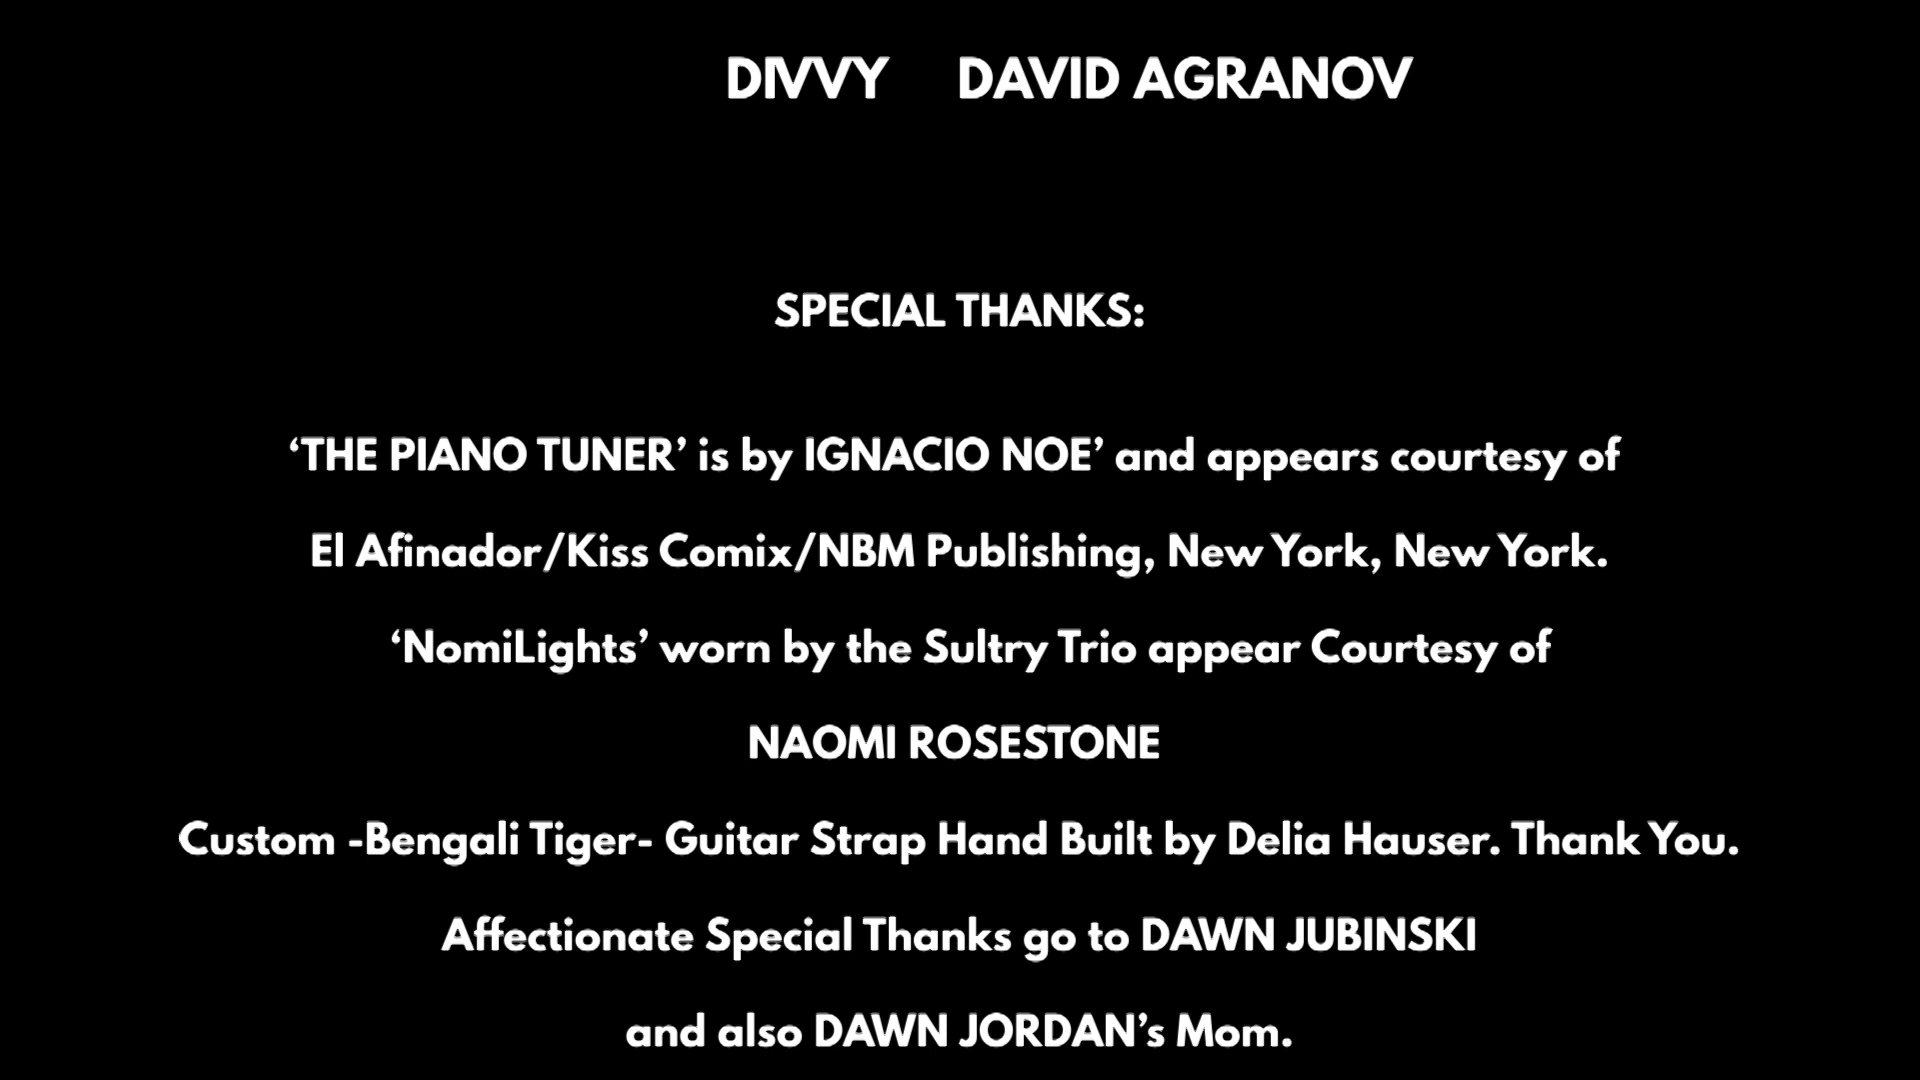 DIVVY DAVID AGRANOV
SPECIAL THANKS:
‘THE PIANO TUNER’ is by IGNACIO NOE’ and appears courtesy of
El Afinador/Kiss Comix/NBM Publishing, New York, New York.
‘NomiLights’ worn by the Sultry Trio appear Courtesy of
NAOMI ROSESTONE
Custom -Bengali Tiger- Guitar Strap Hand Built by Delia Hauser. Thank You.
Affectionate Special Thanks go to DAWN JUBINSKI
and also DAWN JORDAN’s Mom.